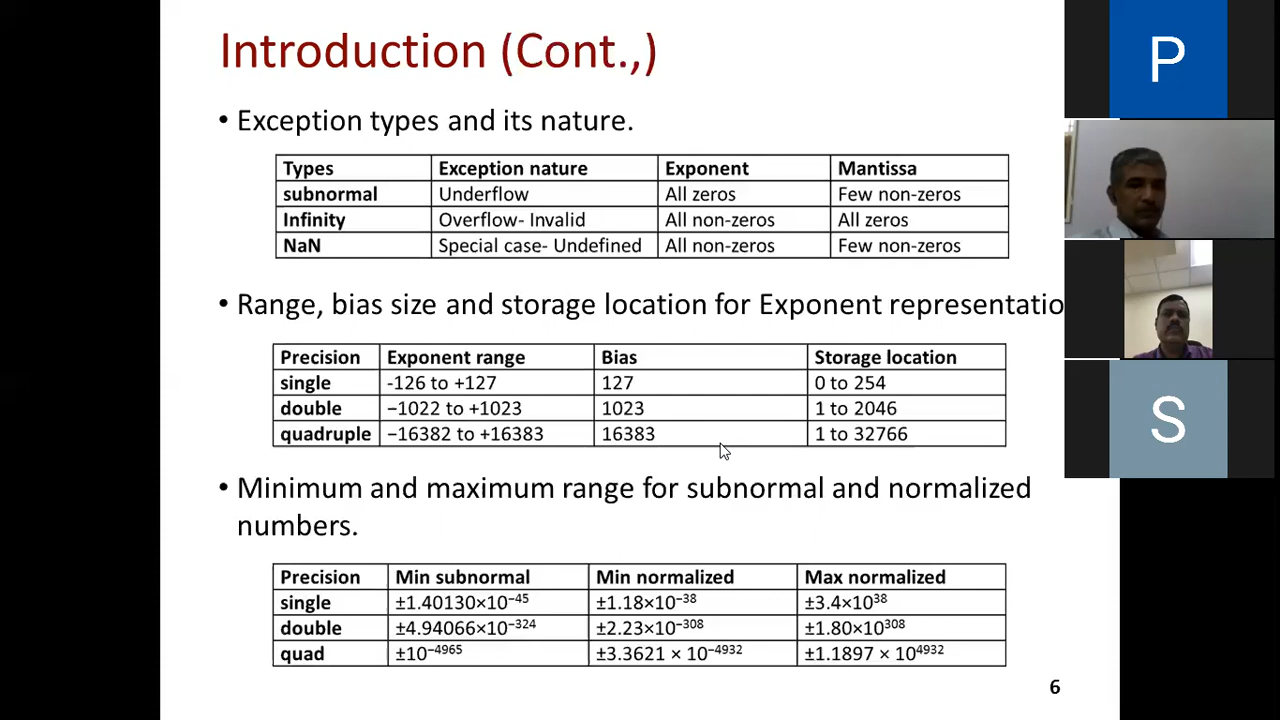 Introduction (Cont.,)
• Exception types and its nature.
Types Exception nature Exponent Mantissa
subnormal Underflow All zeros Few non-zeros
Infinity Overflow- Invalid All non-zeros All zeros
NaN Special case- Undefined All non-zeros Few non-zeros
• Range, bias size and storage location for Exponent representatio
Precision Exponent range Bias Storage location
single -126 to +127 127 0 to 254
double −1022 to +1023 1023 1 to 2046
quadruple −16382 to +16383 16383 1 to 32766
• Minimum and maximum range for subnormal and normalized
numbers.
Precision Min subnormal Min normalized Max normalized
single ±1.40130×10⁻⁴⁵ ±1.18×10⁻³⁸ ±3.4×10³⁸
double ±4.94066×10⁻³²⁴ ±2.23×10⁻³⁰⁸ ±1.80×10³⁰⁸
quad ±10⁻⁴⁹⁶⁵ ±3.3621 × 10⁻⁴⁹³² ±1.1897 × 10⁴⁹³²
6
P
S